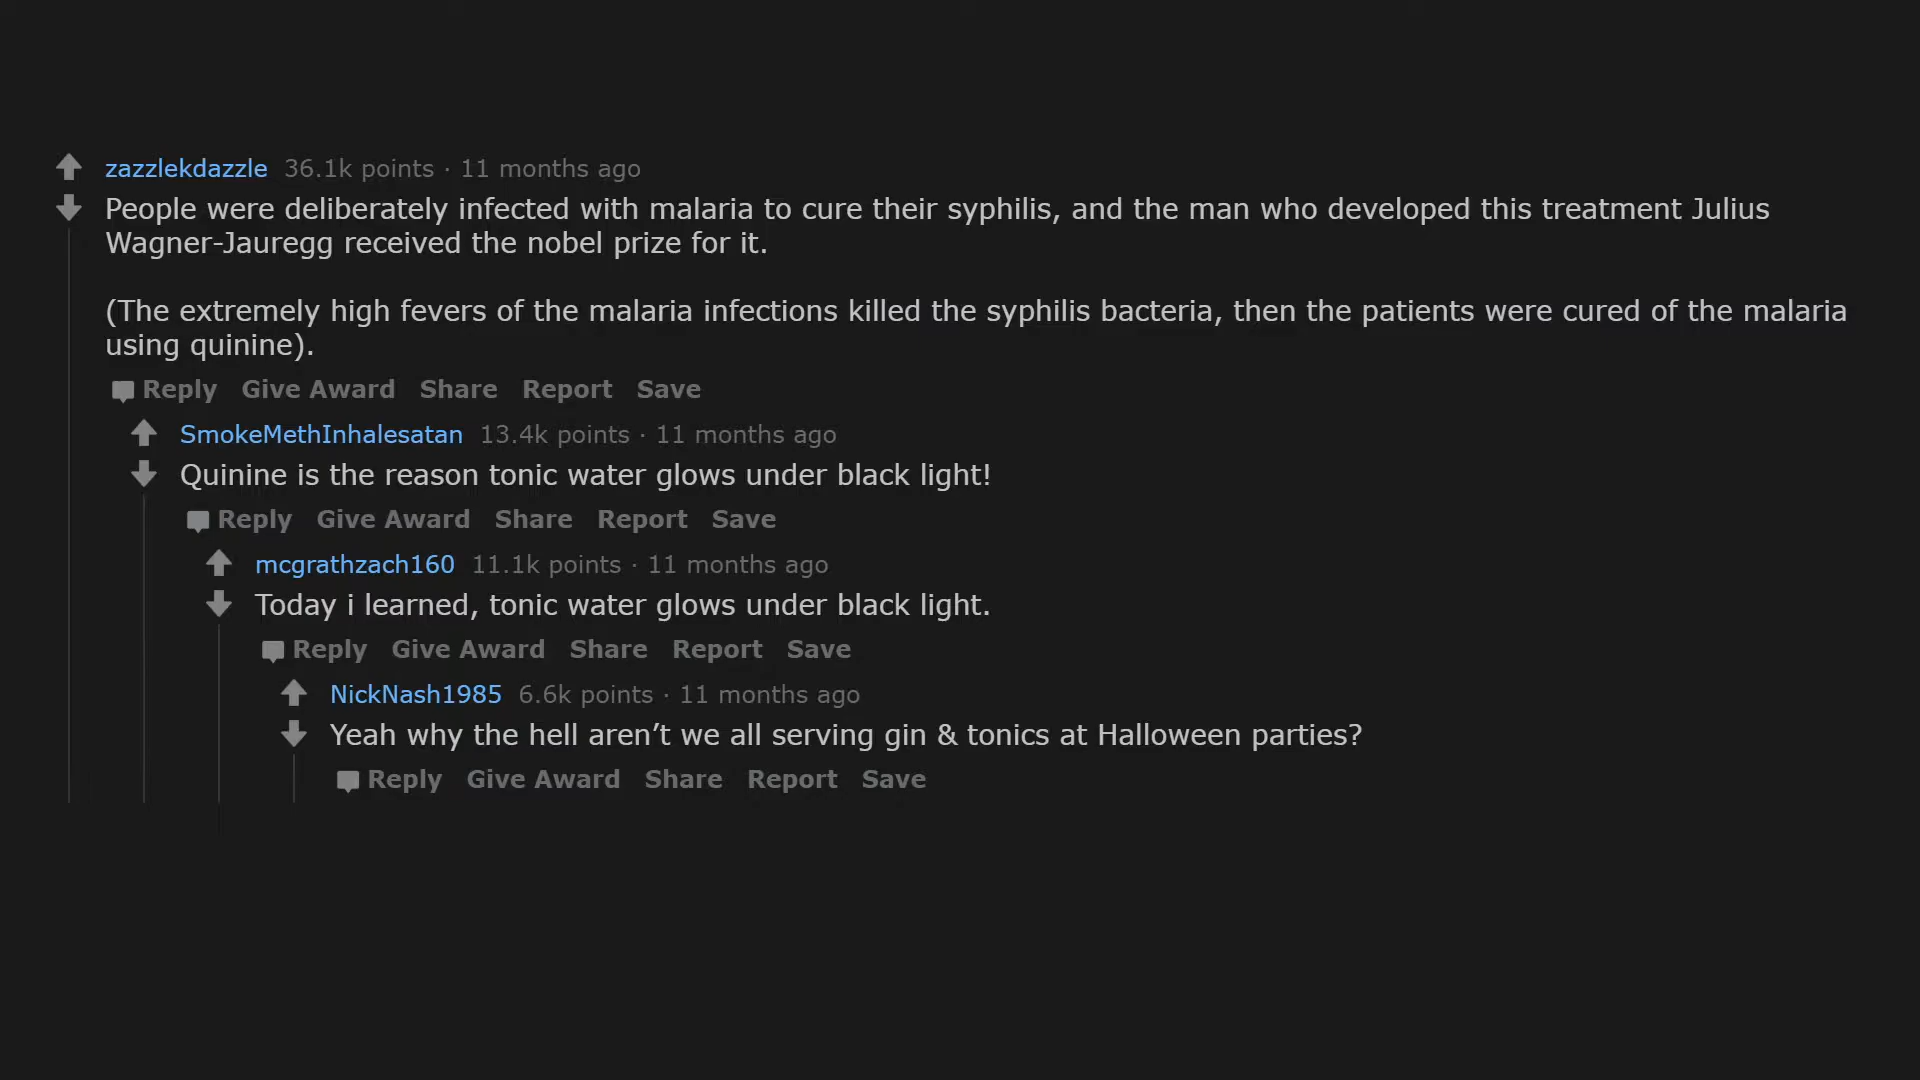 zazzlekdazzle 36.1k points · 11 months ago
People were deliberately infected with malaria to cure their syphilis, and the man who developed this treatment Julius
Wagner-Jauregg received the nobel prize for it.
(The extremely high fevers of the malaria infections killed the syphilis bacteria, then the patients were cured of the malaria
using quinine).
Reply Give Award Share Report Save
SmokeMethInhalesatan 13.4k points · 11 months ago
Quinine is the reason tonic water glows under black light!
Reply Give Award Share Report Save
mcgrathzach160 11.1k points · 11 months ago
Today i learned, tonic water glows under black light.
Reply Give Award Share Report Save
NickNash1985 6.6k points · 11 months ago
Yeah why the hell aren’t we all serving gin & tonics at Halloween parties?
Reply Give Award Share Report Save